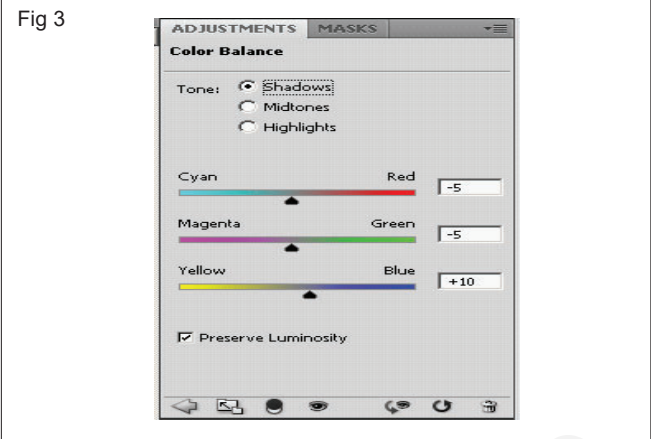 Fig 3
ADJUSTMENTS MASKS
Color Balance
Tone: Shadows
Midtones
Highlights
Cyan Red -5
Magenta Green -5
Yellow Blue +10
Preserve Luminosity